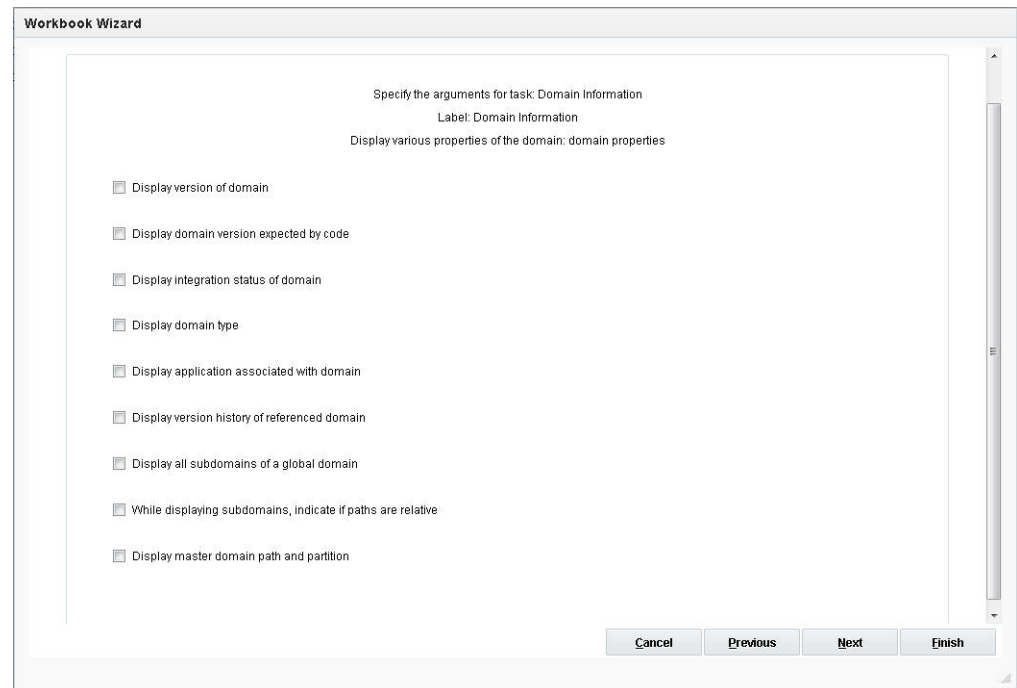 Workbook Wizard
Specify the arguments for task: Domain Information
Label: Domain Information
Display various properties of the domain: domain properties
Display version of domain
Display domain version expected by code
Display integration status of domain
Display domain type
Display application associated with domain
Display version history of referenced domain
Display all subdomains of a global domain
While displaying subdomains, indicate if paths are relative
Display master domain path and partition
Cancel Previous Next Finish